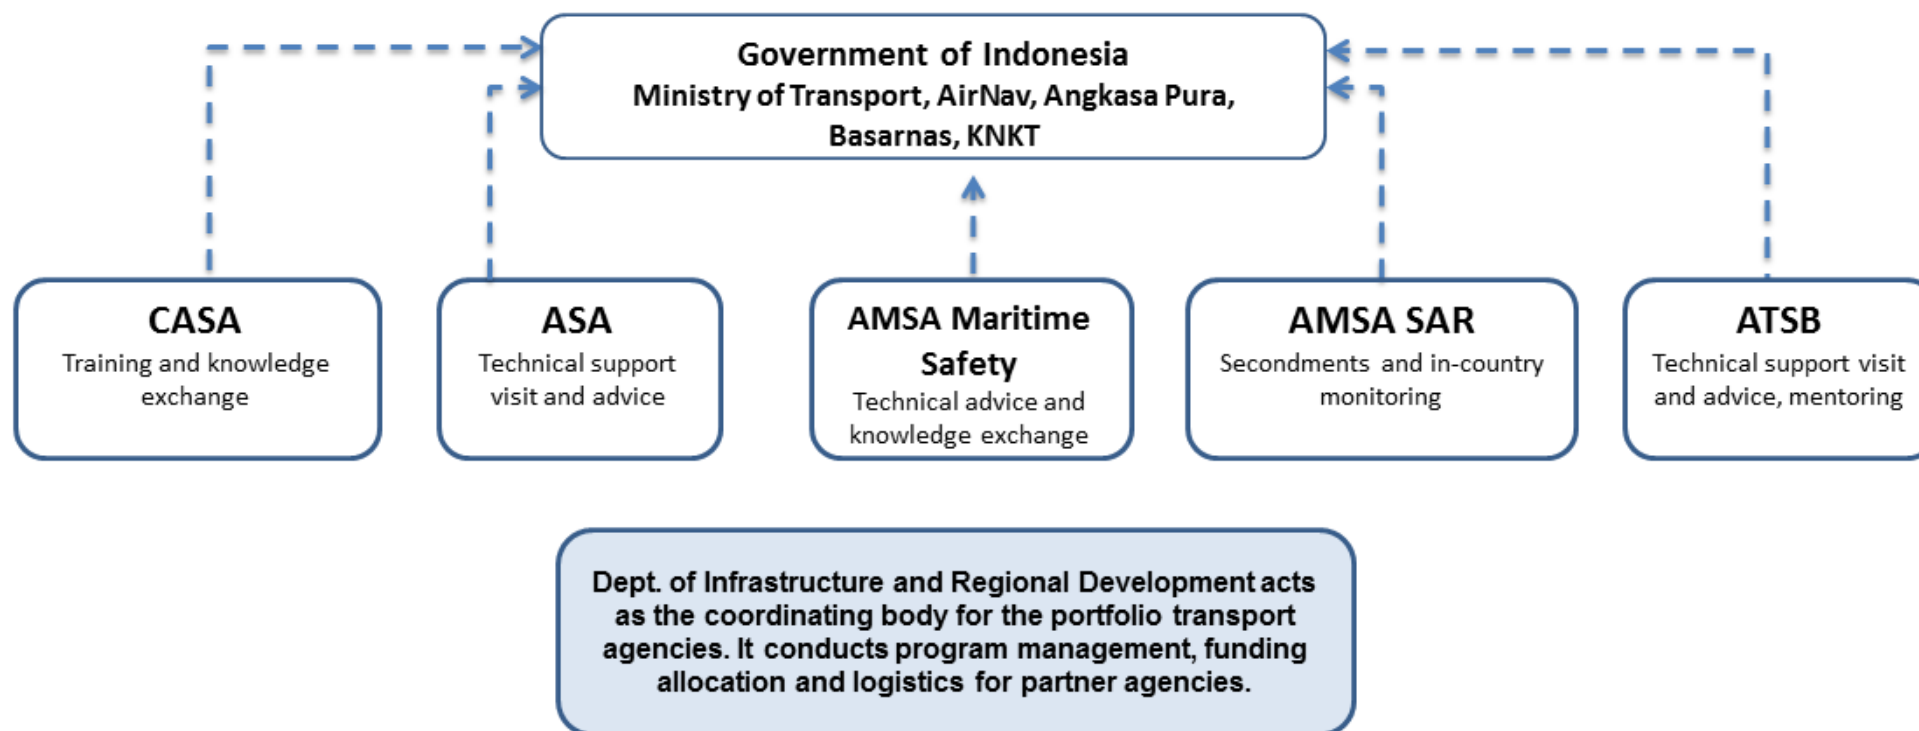 Government of Indonesia
Ministry of Transport, AirNav, Angkasa Pura,
Basarnas, KNKT
CASA
Training and knowledge
exchange
ASA
Technical support
visit and advice
AMSA Maritime
Safety
Technical advice and
knowledge exchange
AMSA SAR
Secondments and in-country
monitoring
ATSB
Technical support visit
and advice, mentoring
Dept. of Infrastructure and Regional Development acts
as the coordinating body for the portfolio transport
agencies. It conducts program management, funding
allocation and logistics for partner agencies.